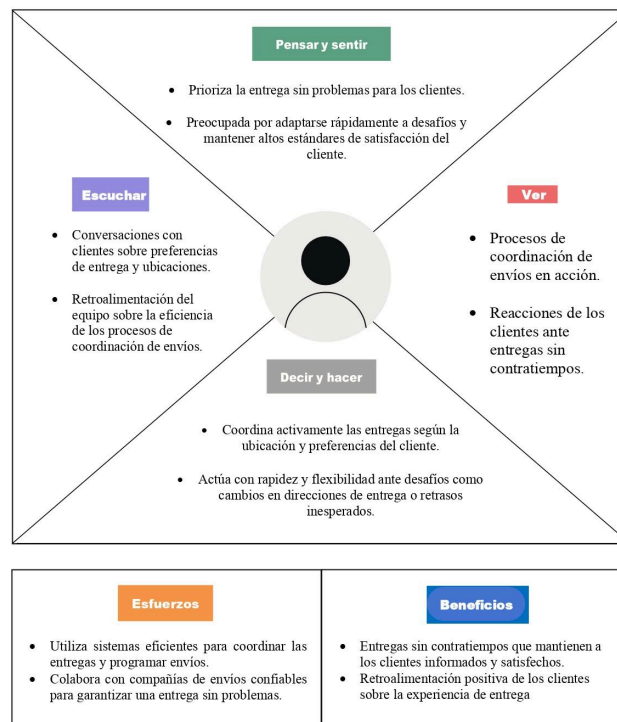 Pensar y sentir
• Prioriza la entrega sin problemas para los clientes.
• Preocupada por adaptarse rápidamente a desafíos y
mantener altos estándares de satisfacción del
cliente.
Escuchar
• Conversaciones con
clientes sobre preferencias
de entrega y ubicaciones.
• Retroalimentación del
equipo sobre la eficiencia
de los procesos de
coordinación de envíos.
Ver
• Procesos de
coordinación de
envíos en acción.
• Reacciones de los
clientes ante
entregas sin
contratiempos.
Decir y hacer
• Coordina activamente las entregas según la
ubicación y preferencias del cliente.
• Actúa con rapidez y flexibilidad ante desafíos como
cambios en direcciones de entrega o retrasos
inesperados.
Esfuerzos
• Utiliza sistemas eficientes para coordinar las
entregas y programar envíos.
• Colabora con compañías de envíos confiables
para garantizar una entrega sin problemas.
Beneficios
• Entregas sin contratiempos que mantienen a
los clientes informados y satisfechos.
• Retroalimentación positiva de los clientes
sobre la experiencia de entrega